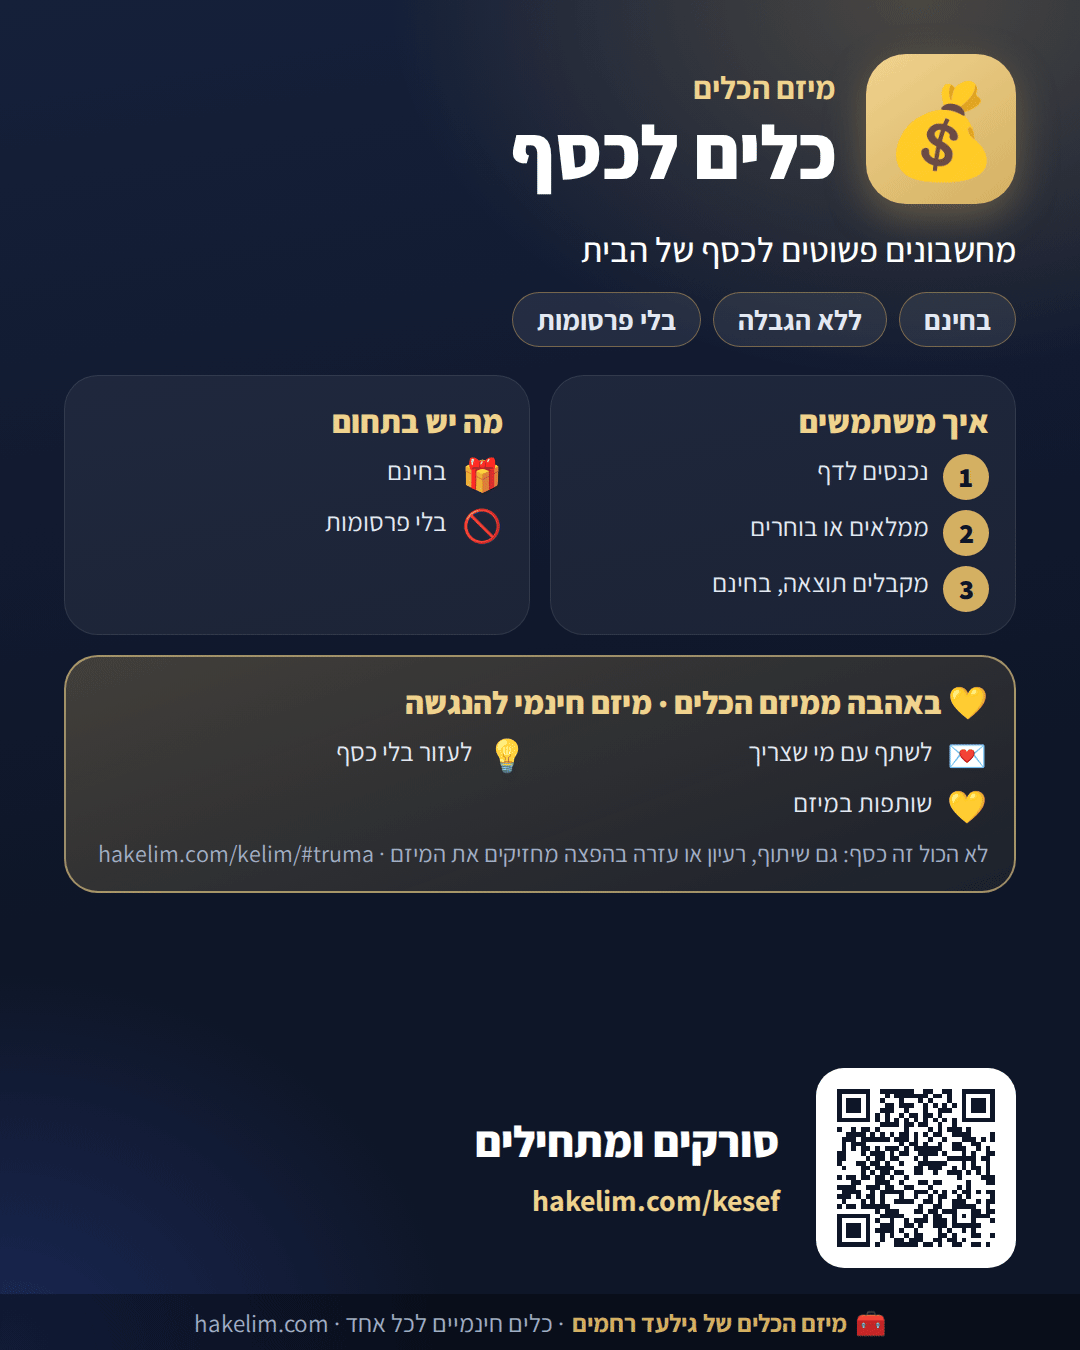 מיזם הכלים
כלים לכסף
מחשבונים פשוטים לכסף של הבית
בחינם
ללא הגבלה
בלי פרסומות
איך משתמשים
1 נכנסים לדף
2 ממלאים או בוחרים
3 מקבלים תוצאה, בחינם
מה יש בתחום
בחינם
בלי פרסומות
באהבה ממיזם הכלים · מיזם חינמי להנגשה
לשתף עם מי שצריך
לעזור בלי כסף
שותפות במיזם
לא הכול זה כסף: גם שיתוף, רעיון או עזרה בהפצה מחזיקים את המיזם · hakelim.com/kelim/#truma
סורקים ומתחילים
hakelim.com/kesef
מיזם הכלים של גילעד רחמים · כלים חינמיים לכל אחד · hakelim.com